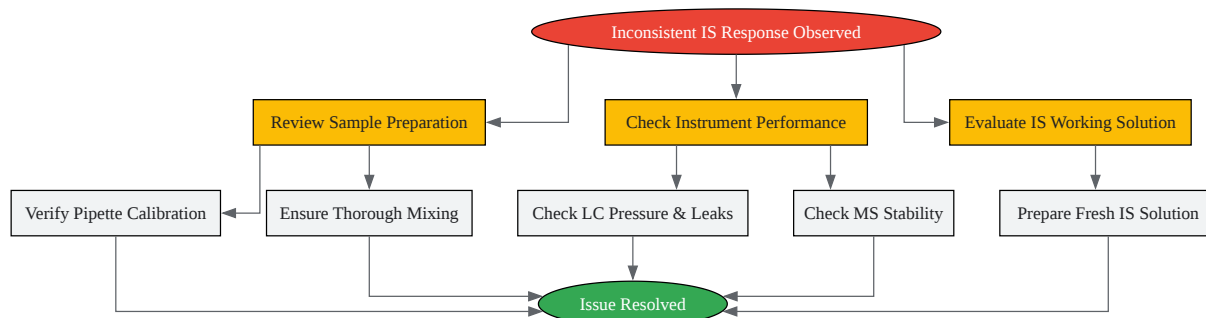 Inconsistent IS Response Observed
Review Sample Preparation
Check Instrument Performance
Evaluate IS Working Solution
Verify Pipette Calibration
Ensure Thorough Mixing
Check LC Pressure & Leaks
Check MS Stability
Prepare Fresh IS Solution
Issue Resolved